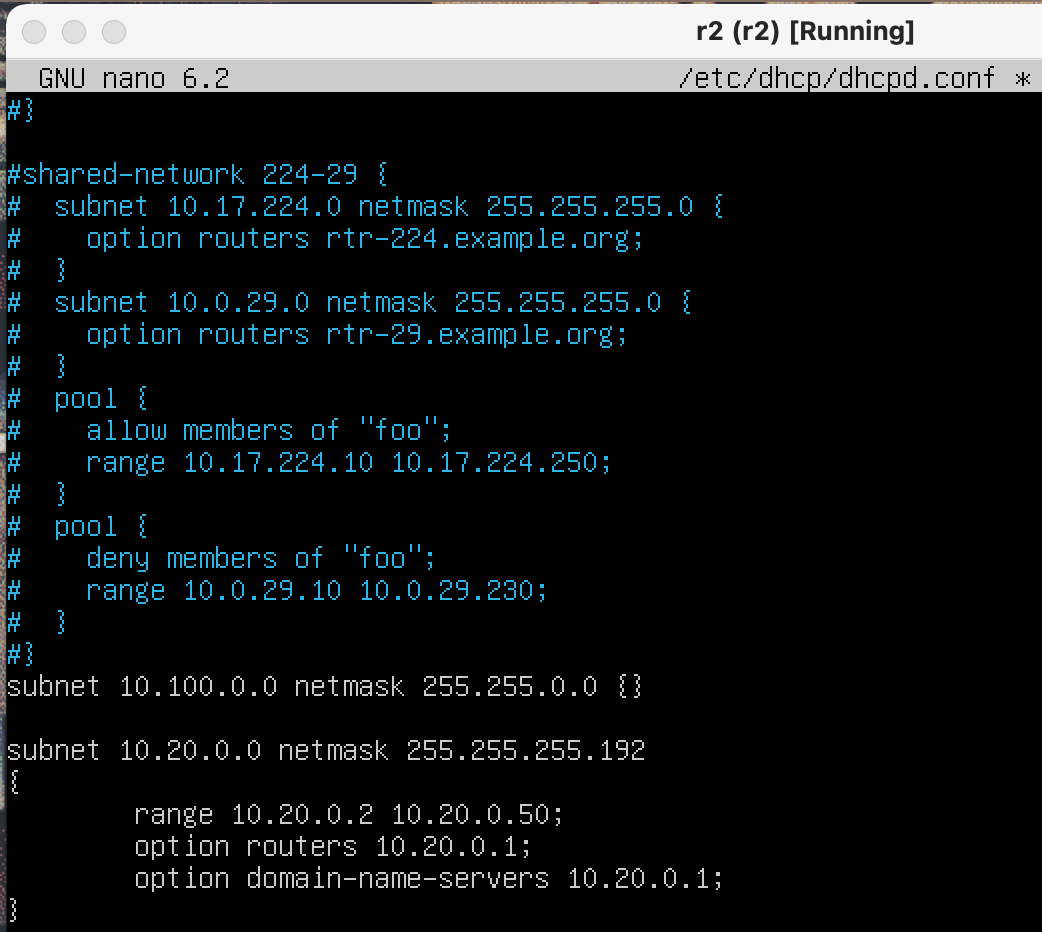 r2 (r2) [Running]
GNU nano 6.2 /etc/dhcp/dhcpd.conf *
#}
#shared-network 224-29 {
#  subnet 10.17.224.0 netmask 255.255.255.0 {
#    option routers rtr-224.example.org;
#  }
#  subnet 10.0.29.0 netmask 255.255.255.0 {
#    option routers rtr-29.example.org;
#  }
#  pool {
#    allow members of "foo";
#    range 10.17.224.10 10.17.224.250;
#  }
#  pool {
#    deny members of "foo";
#    range 10.0.29.10 10.0.29.230;
#  }
#}
subnet 10.100.0.0 netmask 255.255.0.0 {}
subnet 10.20.0.0 netmask 255.255.255.192
{
        range 10.20.0.2 10.20.0.50;
        option routers 10.20.0.1;
        option domain-name-servers 10.20.0.1;
}